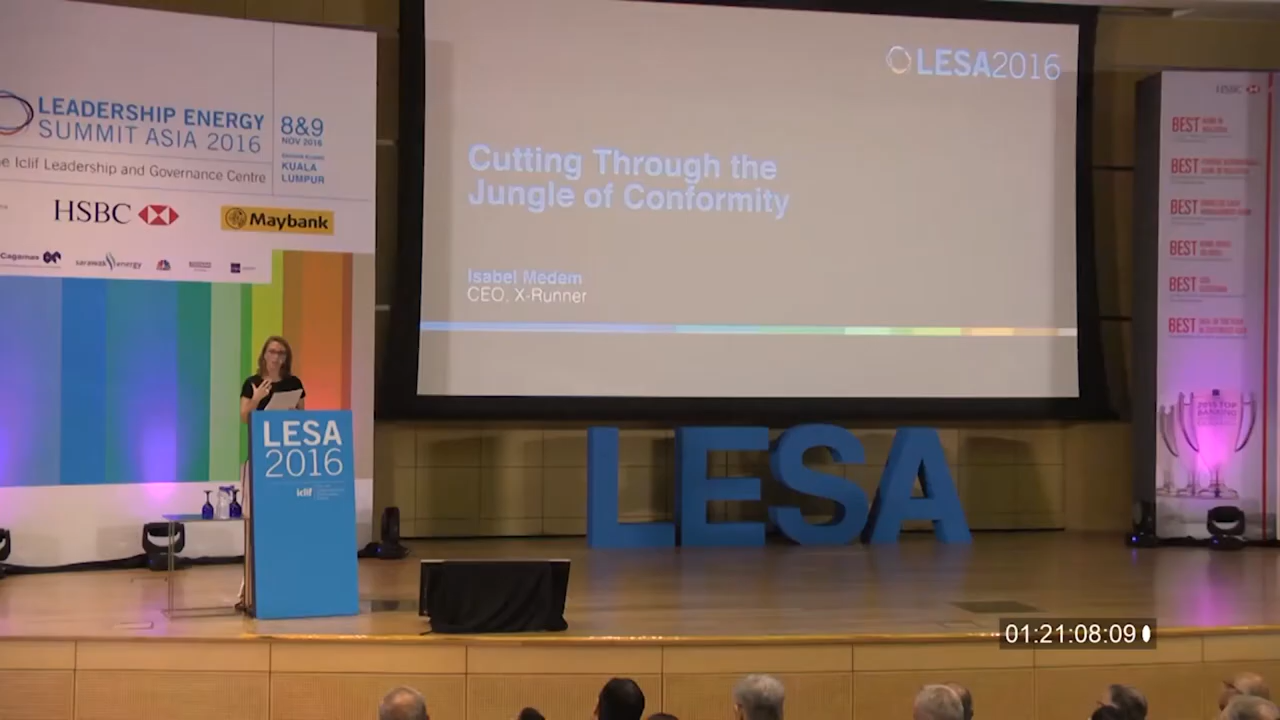 LEADERSHIP ENERGY
SUMMIT ASIA 2016
e Iclif Leadership and Governance Centre
8&9
NOV 2016
KUALA
LUMPUR
HSBC
Maybank
Cagamas
sarawak energy
LESA2016
Cutting Through the
Jungle of Conformity
Isabel Medem
CEO, X-Runner
LESA
2016
iclif
LESA
HSBC
BEST
BEST
BEST
BEST
BEST
BEST
01:21:08:09